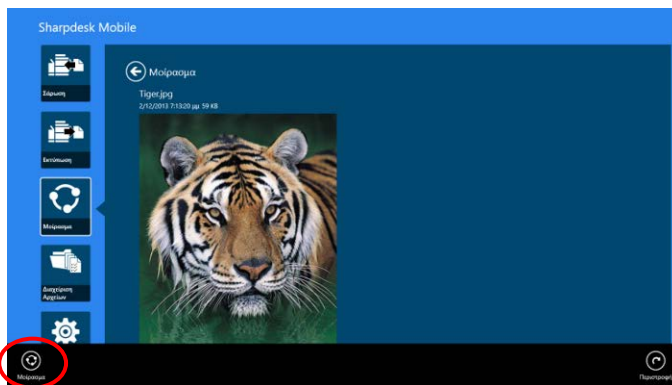 Sharpdesk Mobile
Μοίρασμα
Tiger.jpg
2/12/2013 7:13:20 μμ 59 KB
Σάρωση
Εκτύπωση
Μοίρασμα
Διαχείριση
Αρχείων
Μοίρασμα
Περιστροφή